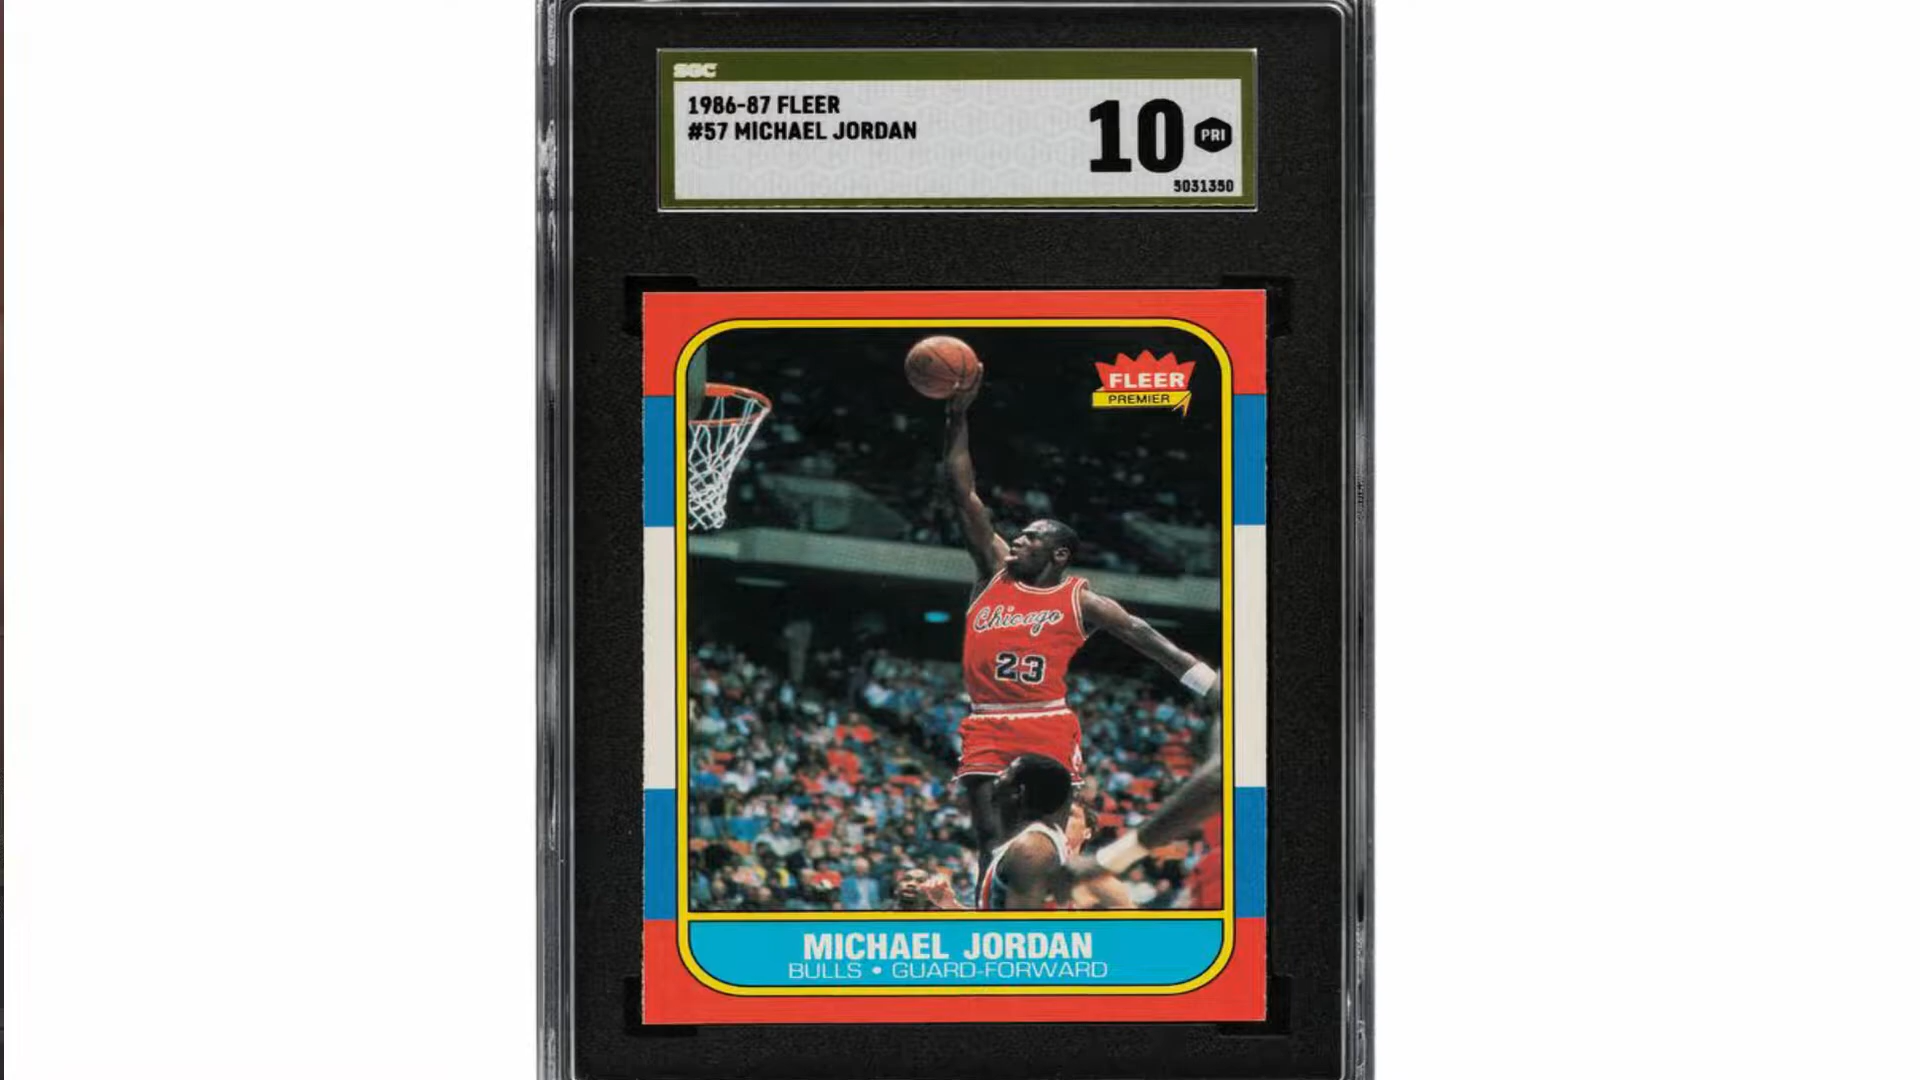 SGC
1986-87 FLEER
#57 MICHAEL JORDAN
10 PRI
5031350
FLEER
PREMIER
Chicago
23
MICHAEL JORDAN
BULLS • GUARD-FORWARD